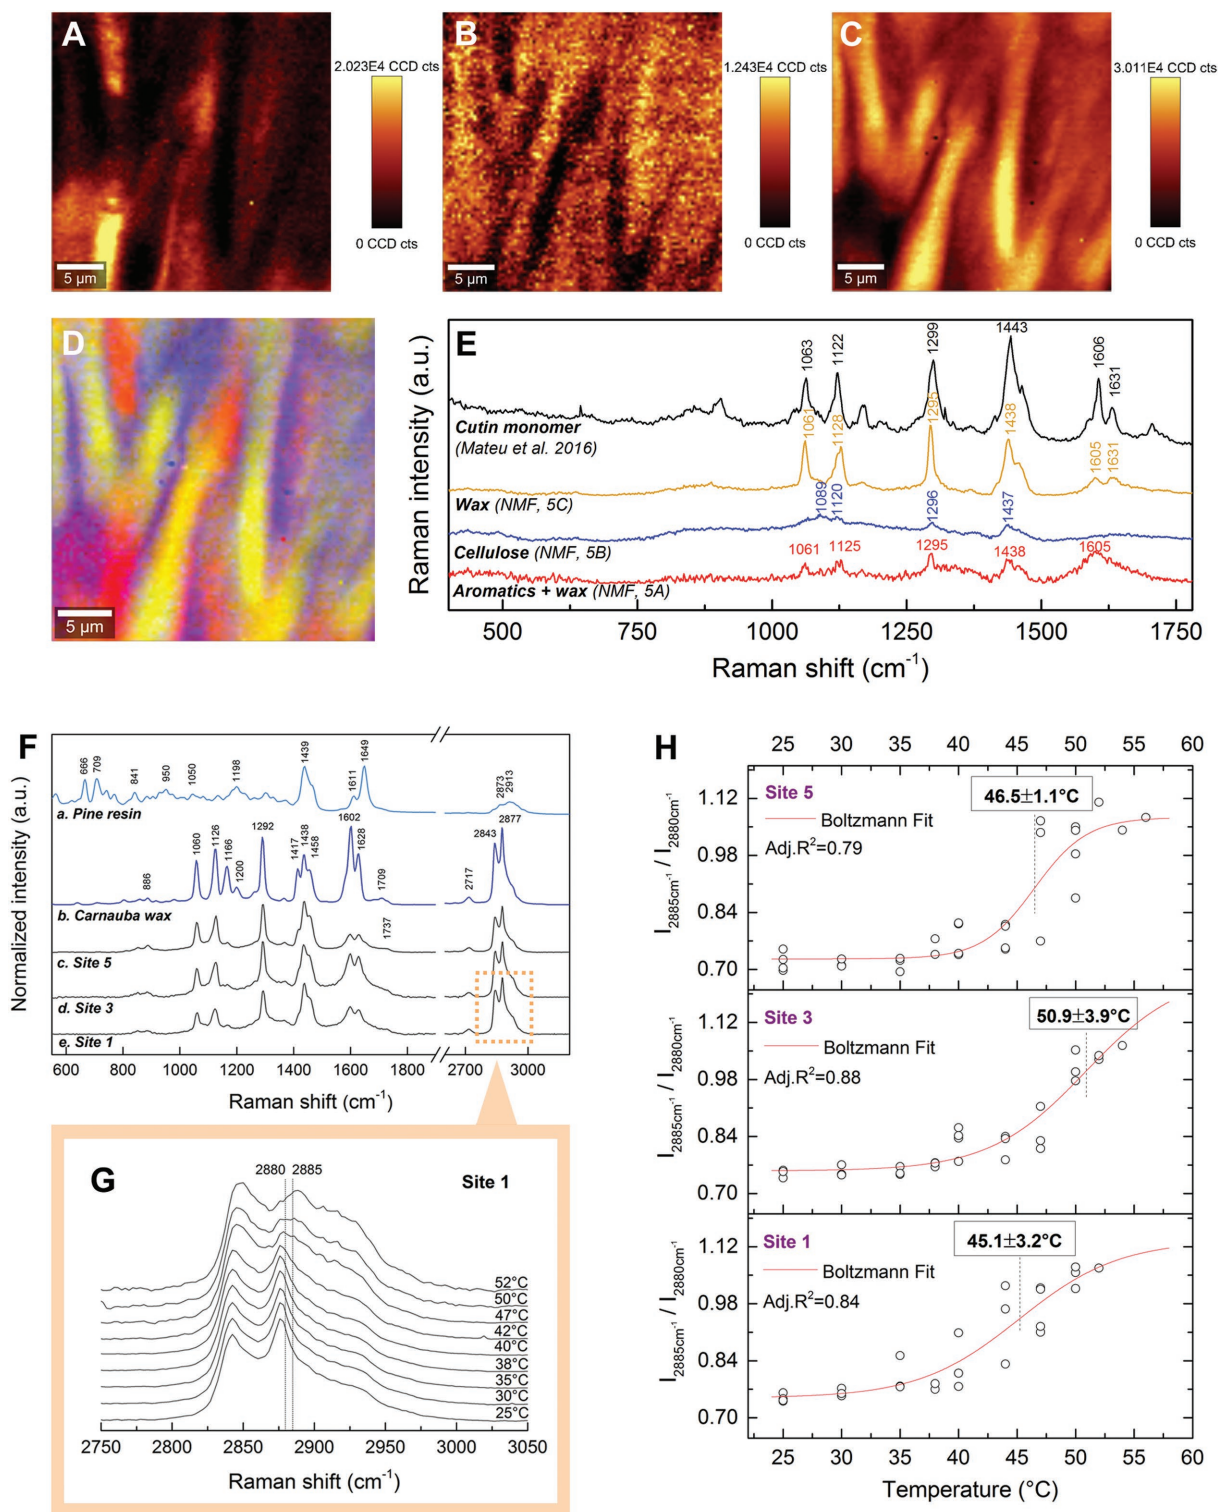 A
2.023E4 CCD cts
0 CCD cts
5 µm
B
1.243E4 CCD cts
0 CCD cts
5 µm
C
3.011E4 CCD cts
0 CCD cts
5 µm
D
5 µm
E
Raman intensity (a.u.)
1063
1122
1299
1443
1606
1631
Cutin monomer
(Mateu et al. 2016)
1061
1128
1295
1438
1605
1631
Wax (NMF, 5C)
1089
1120
1296
1437
Cellulose (NMF, 5B)
1061
1125
1295
1438
1605
Aromatics + wax (NMF, 5A)
500 750 1000 1250 1500 1750
Raman shift (cm⁻¹)
F
Normalized intensity (a.u.)
666
709
841
950
1050
1198
1439
1611
1649
2873
2913
a. Pine resin
886
1060
1126
1166
1200
1292
1417
1438
1458
1602
1628
1709
2717
2843
2877
b. Carnauba wax
1737
c. Site 5
d. Site 3
e. Site 1
600 800 1000 1200 1400 1600 1800 2700 3000
Raman shift (cm⁻¹)
G
2880 2885
Site 1
52°C
50°C
47°C
42°C
40°C
38°C
35°C
30°C
25°C
2750 2800 2850 2900 2950 3000 3050
Raman shift (cm⁻¹)
H
25 30 35 40 45 50 55 60
Site 5
46.5±1.1°C
Boltzmann Fit
Adj.R²=0.79
1.12
0.98
0.84
0.70
I2885cm⁻¹ / I2880cm⁻¹
Site 3
50.9±3.9°C
Boltzmann Fit
Adj.R²=0.88
1.12
0.98
0.84
0.70
I2885cm⁻¹ / I2880cm⁻¹
Site 1
45.1±3.2°C
Boltzmann Fit
Adj.R²=0.84
1.12
0.98
0.84
0.70
I2885cm⁻¹ / I2880cm⁻¹
25 30 35 40 45 50 55 60
Temperature (°C)